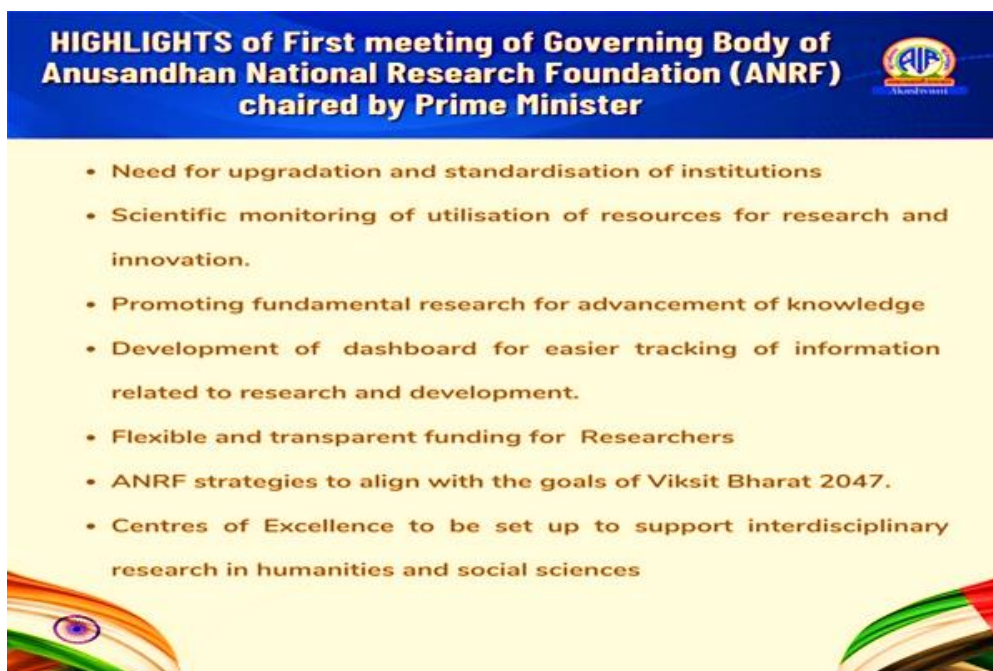 HIGHLIGHTS of First meeting of Governing Body of
Anusandhan National Research Foundation (ANRF)
chaired by Prime Minister
AIR
Akashvani
• Need for upgradation and standardisation of institutions
• Scientific monitoring of utilisation of resources for research and
innovation.
• Promoting fundamental research for advancement of knowledge
• Development of dashboard for easier tracking of information
related to research and development.
• Flexible and transparent funding for Researchers
• ANRF strategies to align with the goals of Viksit Bharat 2047.
• Centres of Excellence to be set up to support interdisciplinary
research in humanities and social sciences